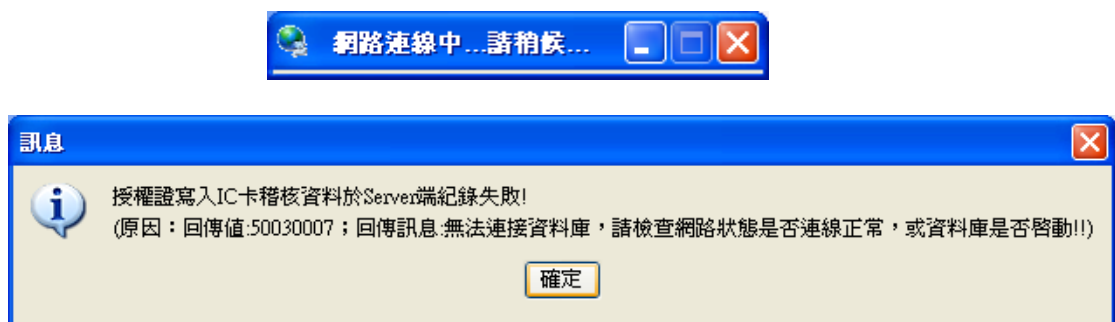 網路連線中...請稍候...
訊息
授權證寫入IC卡稽核資料於Server端紀錄失敗!
(原因：回傳值:50030007；回傳訊息:無法連接資料庫，請檢查網路狀態是否連線正常，或資料庫是否啓動!!)
確定